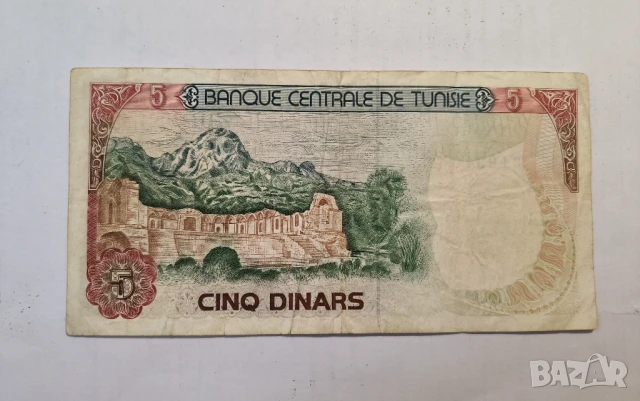 5 BANQUE CENTRALE DE TUNISIE 5
5 CINQ DINARS
BAZAR